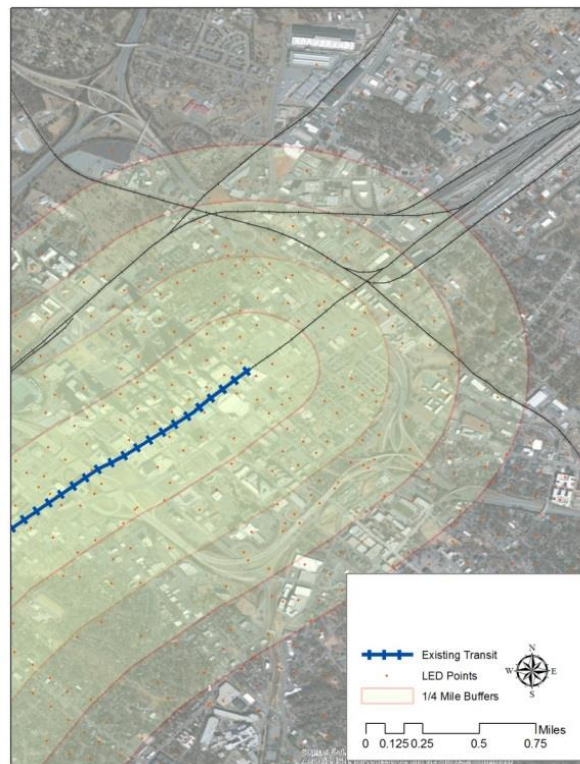 Existing Transit
LED Points
1/4 Mile Buffers
N
W E
S
Miles
0 0.125 0.25 0.5 0.75